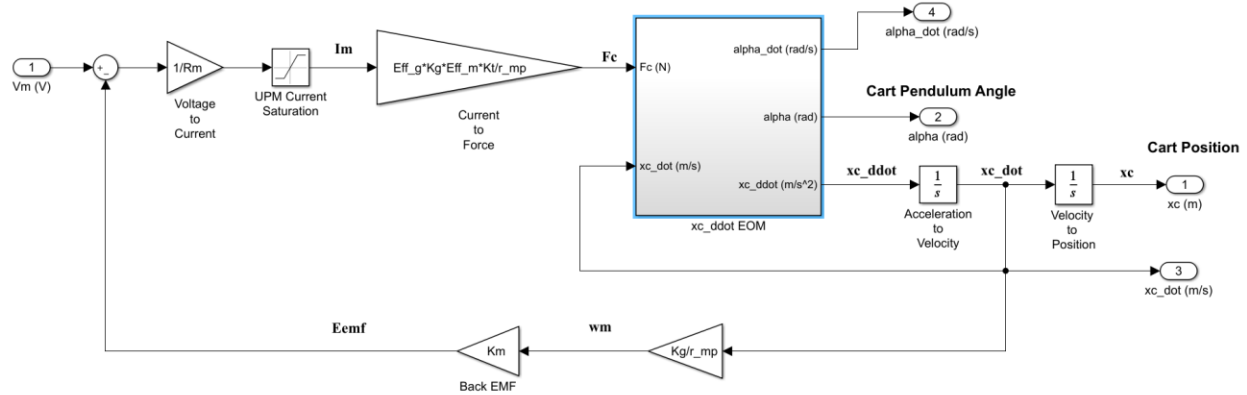 1
Vm (V)
+
_
1/Rm
Voltage
to
Current
UPM Current
Saturation
Im
Eff_g*Kg*Eff_m*Kt/r_mp
Current
to
Force
Fc
Fc (N)
xc_dot (m/s)
alpha_dot (rad/s)
alpha (rad)
xc_ddot (m/s^2)
xc_ddot EOM
4
alpha_dot (rad/s)
Cart Pendulum Angle
2
alpha (rad)
xc_ddot
1
s
Acceleration
to
Velocity
xc_dot
1
s
Velocity
to
Position
xc
Cart Position
1
xc (m)
3
xc_dot (m/s)
Eemf
Km
Back EMF
wm
Kg/r_mp